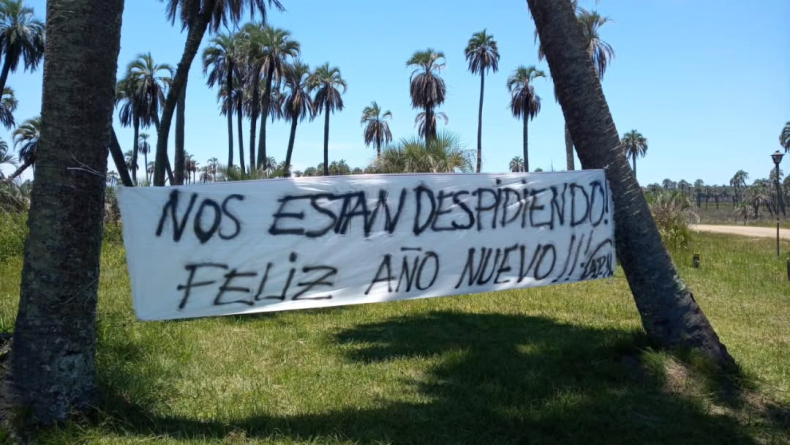 NOS ESTAN DESPIDIENDO!
FELIZ AÑO NUEVO!!!